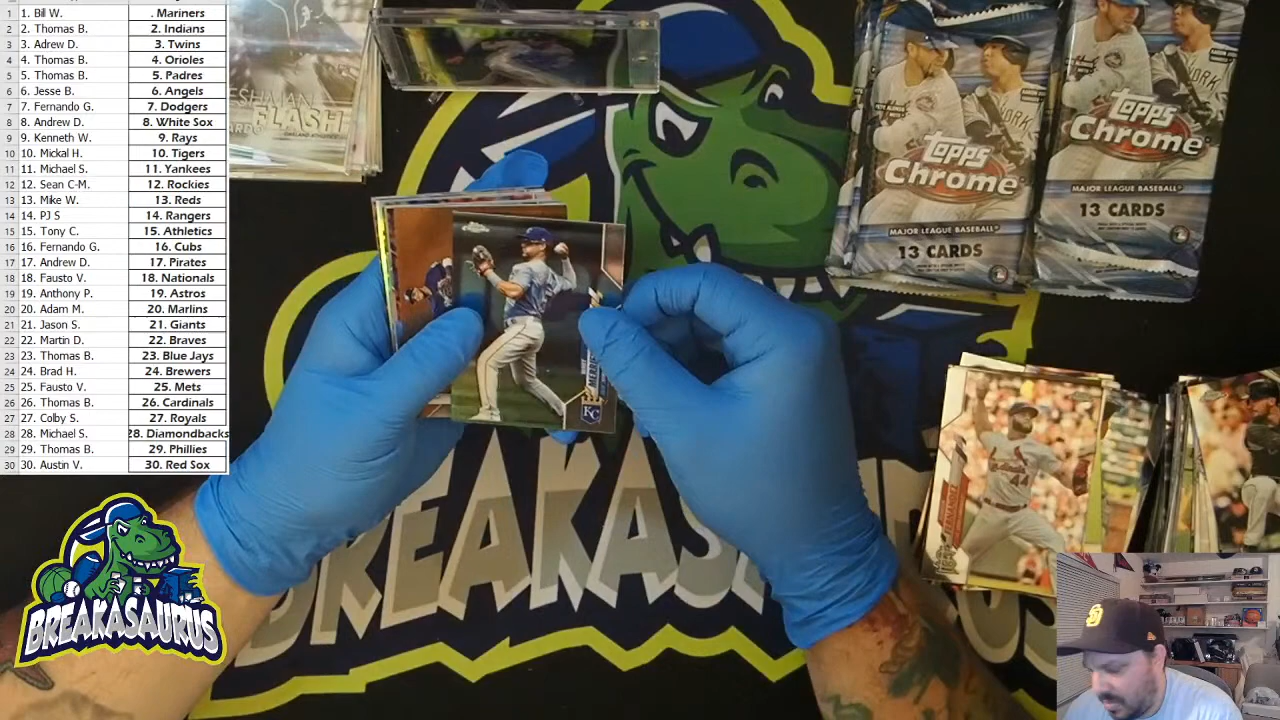 1 1. Bill W. . Mariners
2 2. Thomas B. 2. Indians
3 3. Adrew D. 3. Twins
4 4. Thomas B. 4. Orioles
5 5. Thomas B. 5. Padres
6 6. Jesse B. 6. Angels
7 7. Fernando G. 7. Dodgers
8 8. Andrew D. 8. White Sox
9 9. Kenneth W. 9. Rays
10 10. Mickal H. 10. Tigers
11 11. Michael S. 11. Yankees
12 12. Sean C-M. 12. Rockies
13 13. Mike W. 13. Reds
14 14. PJ S 14. Rangers
15 15. Tony C. 15. Athletics
16 16. Fernando G. 16. Cubs
17 17. Andrew D. 17. Pirates
18 18. Fausto V. 18. Nationals
19 19. Anthony P. 19. Astros
20 20. Adam M. 20. Marlins
21 21. Jason S. 21. Giants
22 22. Martin D. 22. Braves
23 23. Thomas B. 23. Blue Jays
24 24. Brad H. 24. Brewers
25 25. Fausto V. 25. Mets
26 26. Thomas B. 26. Cardinals
27 27. Colby S. 27. Royals
28 28. Michael S. 28. Diamondbacks
29 29. Thomas B. 29. Phillies
30 30. Austin V. 30. Red Sox
FLASH
OAKLAND ATHLETICS
Topps
Chrome
MAJOR LEAGUE BASEBALL
13 CARDS
YORK
Topps
Chrome
MAJOR LEAGUE BASEBALL
13 CARDS
KC
Cardinals
44
BREAKASAURUS
BREAKASAURUS
SD